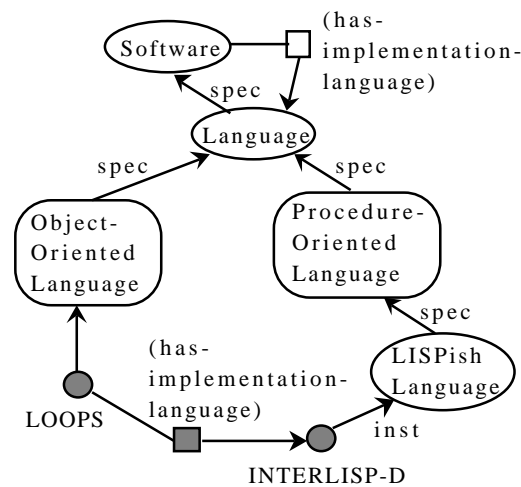 Software
(has-
implementation-
language)
spec
Language
spec
spec
Object-
Oriented
Language
Procedure-
Oriented
Language
spec
(has-
implementation-
language)
LISPish
Language
LOOPS
inst
INTERLISP-D